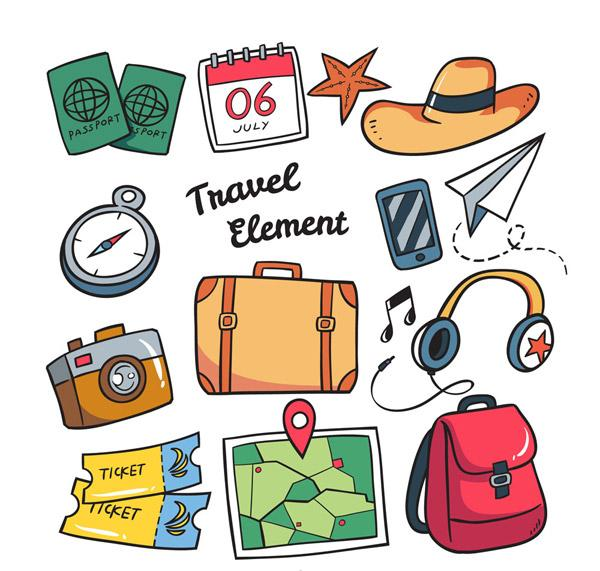 PASSPORT
SPORT
06
JULY
Travel
Element
TICKET
TICKET